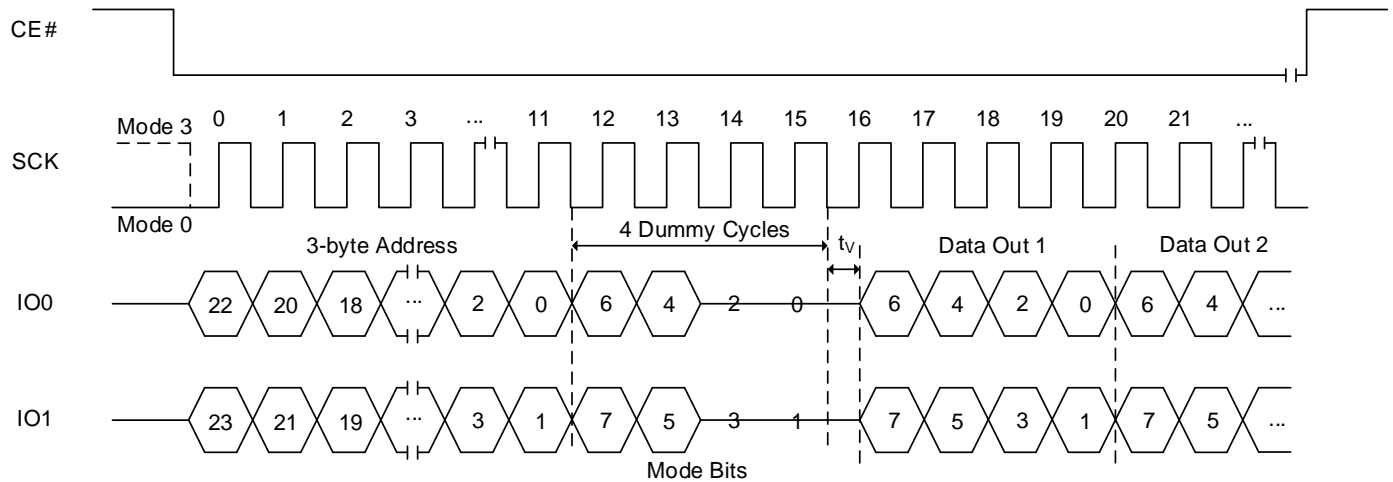 CE#
Mode 3 0 1 2 3 ... 11 12 13 14 15 16 17 18 19 20 21 ...
SCK
Mode 0
3-byte Address 4 Dummy Cycles tV Data Out 1 Data Out 2
IO0 22 20 18 ... 2 0 6 4 2 0 6 4 2 0 6 4 ...
IO1 23 21 19 ... 3 1 7 5 3 1 7 5 3 1 7 5 ...
Mode Bits